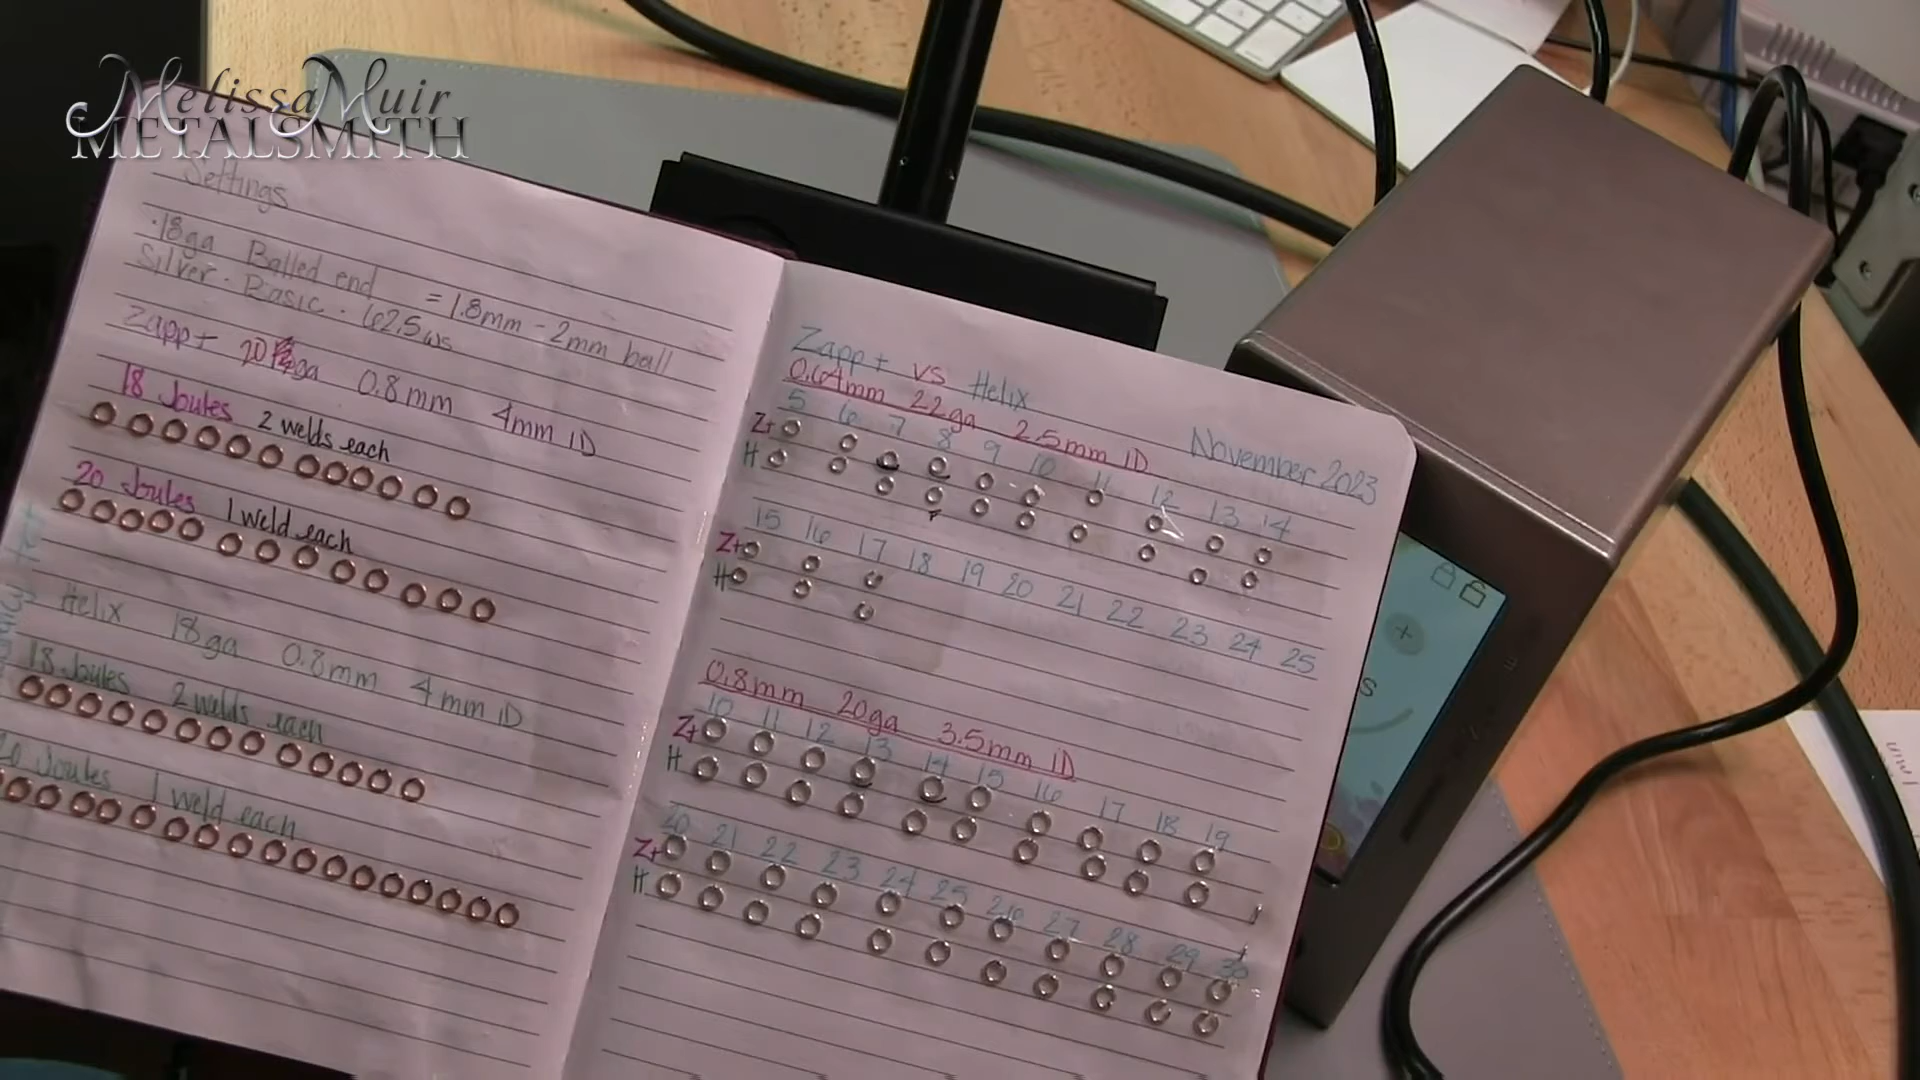 Melissa Muir
METALSMITH
Settings
· 18ga Balled end = 1.8mm - 2mm ball
Silver · Basic · 62.5ws
Zapp+ 20 ga 0.8mm 4mm ID
18 Joules 2 welds each
20 Joules 1 weld each
Helix 18ga 0.8mm 4mm ID
18 Joules 2 welds each
20 Joules 1 weld each
Zapp+ vs Helix
November 2023
0.64mm 22ga 2.5mm ID
5 6 7 8 9 10 11 12 13 14
Z+
H
15 16 17 18 19 20 21 22 23 24 25
Z+
H
0.8mm 20ga 3.5mm ID
10 11 12 13 14 15 16 17 18 19
Z+
H
20 21 22 23 24 25 26 27 28 29 30
Z+
H